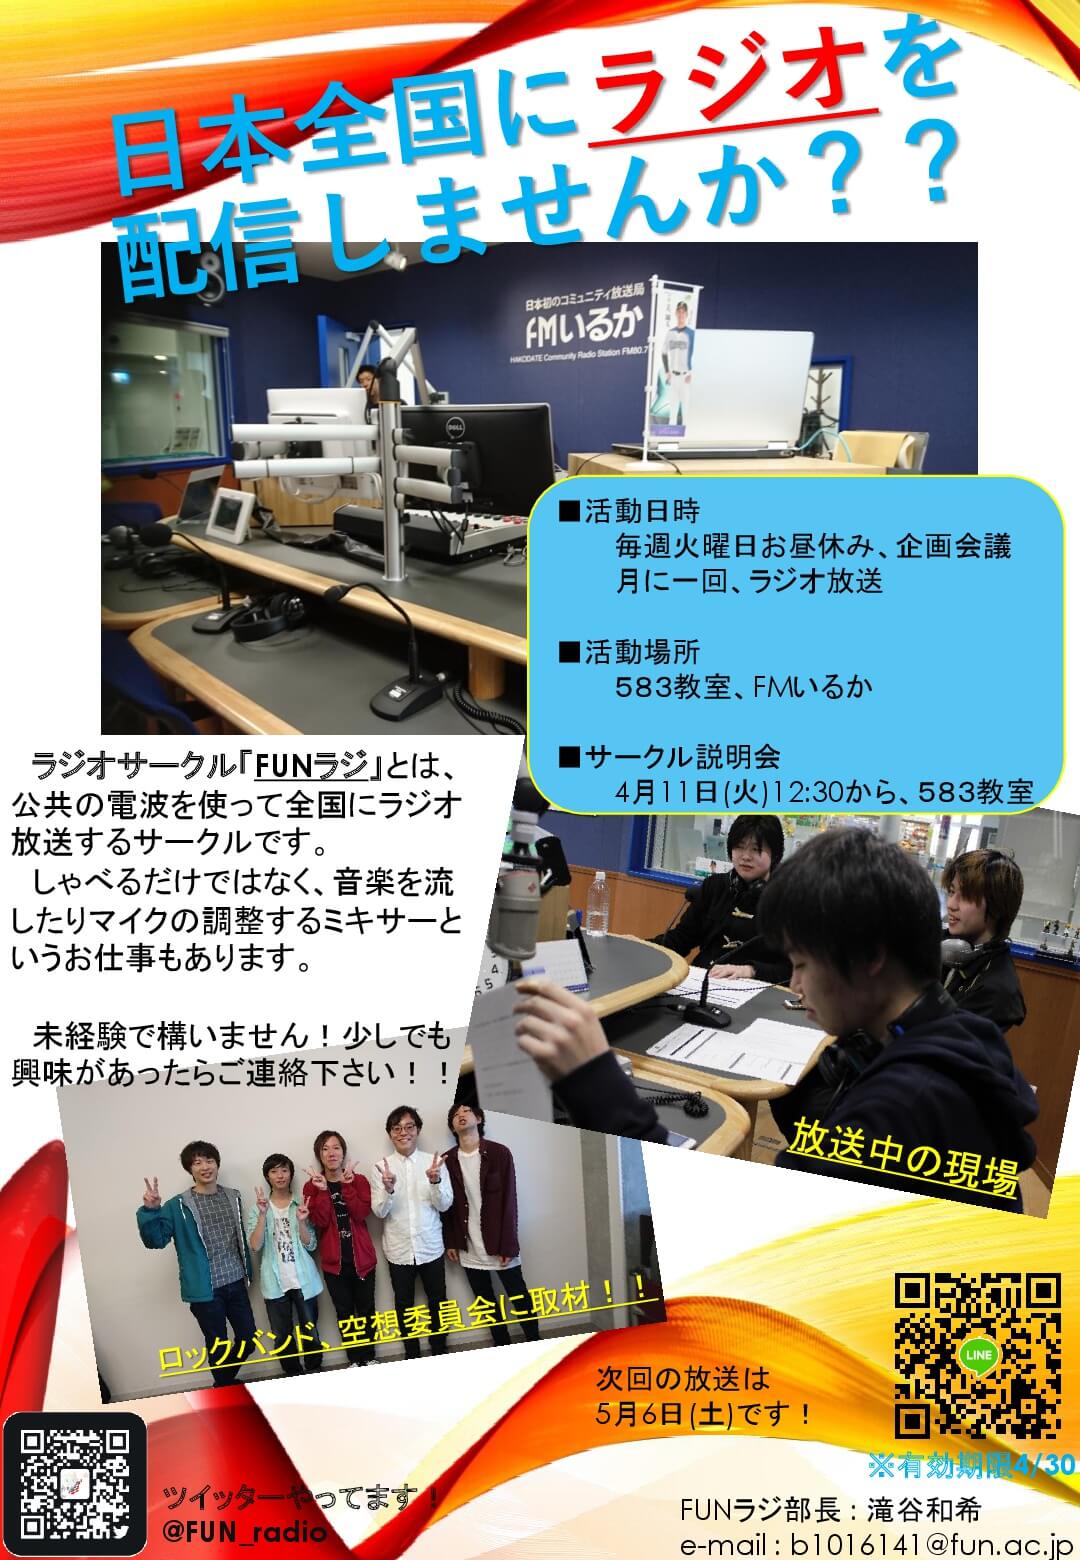 日本全国にラジオを
配信しませんか？？
日本初のコミュニティ放送局
FMいるか
HAKODATE Community Radio Station FM80.7
DELL
■活動日時
毎週火曜日お昼休み、企画会議
月に一回、ラジオ放送
■活動場所
５８３教室、FMいるか
■サークル説明会
4月11日(火)12:30から、５８３教室
ラジオサークル「FUNラジ」とは、
公共の電波を使って全国にラジオ
放送するサークルです。
しゃべるだけではなく、音楽を流
したりマイクの調整するミキサーと
いうお仕事もあります。
未経験で構いません！少しでも
興味があったらご連絡下さい！！
放送中の現場
ロックバンド、空想委員会に取材！！
次回の放送は
5月6日(土)です！
LINE
※有効期限4/30
ツイッターやってます！
@FUN_radio
FUNラジ部長 : 滝谷和希
e-mail : b1016141@fun.ac.jp